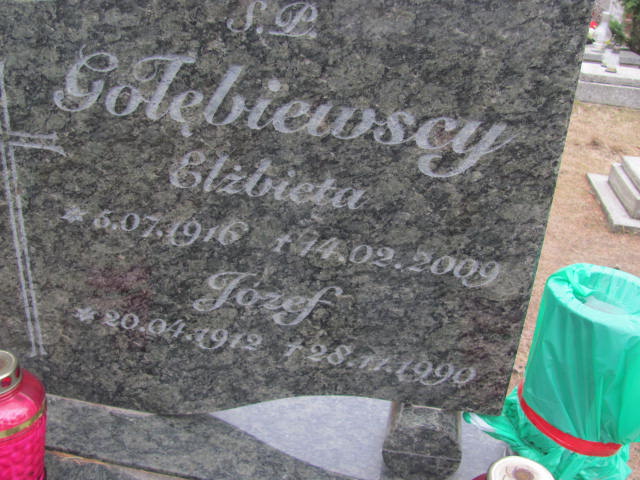 Ś.P.
Gołębiewscy
Elżbieta
* 6.07.1916 + 14.02.2009
Józef
* 20.04.1912 + 28.11.1990